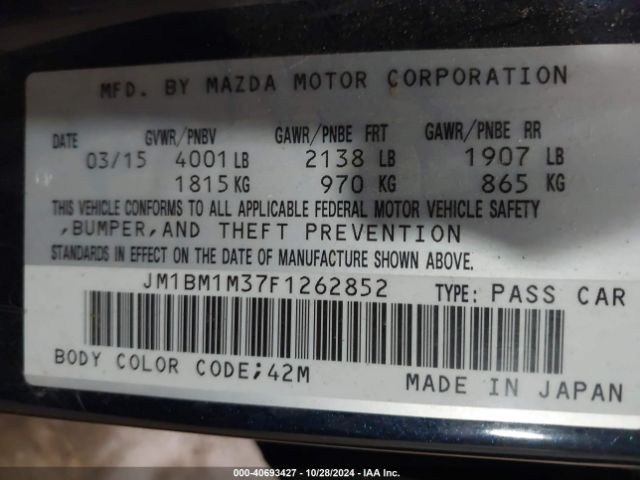 MFD. BY MAZDA MOTOR CORPORATION
DATE GVWR/PNBV GAWR/PNBE FRT GAWR/PNBE RR
03/15 4001 LB 2138 LB 1907 LB
1815 KG 970 KG 865 KG
THIS VEHICLE CONFORMS TO ALL APPLICABLE FEDERAL MOTOR VEHICLE SAFETY
,BUMPER,AND THEFT PREVENTION
STANDARDS IN EFFECT ON THE DATE OF MANUFACTURE SHOWN ABOVE.
JM1BM1M37F1262852 TYPE: PASS CAR
BODY COLOR CODE;42M MADE IN JAPAN
000-40693427 - 10/28/2024 - IAA Inc.